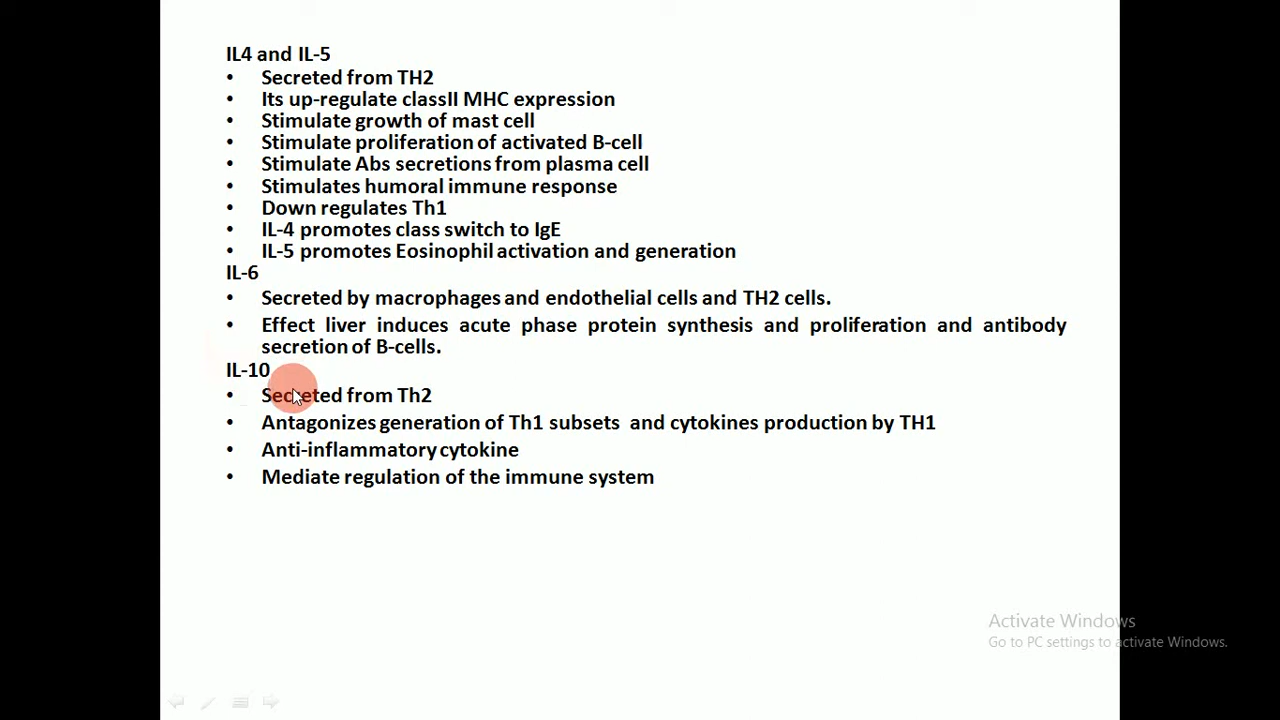 IL4 and IL-5
• Secreted from TH2
• Its up-regulate classII MHC expression
• Stimulate growth of mast cell
• Stimulate proliferation of activated B-cell
• Stimulate Abs secretions from plasma cell
• Stimulates humoral immune response
• Down regulates Th1
• IL-4 promotes class switch to IgE
• IL-5 promotes Eosinophil activation and generation
IL-6
• Secreted by macrophages and endothelial cells and TH2 cells.
• Effect liver induces acute phase protein synthesis and proliferation and antibody
secretion of B-cells.
IL-10
• Secreted from Th2
• Antagonizes generation of Th1 subsets and cytokines production by TH1
• Anti-inflammatory cytokine
• Mediate regulation of the immune system
Activate Windows
Go to PC settings to activate Windows.